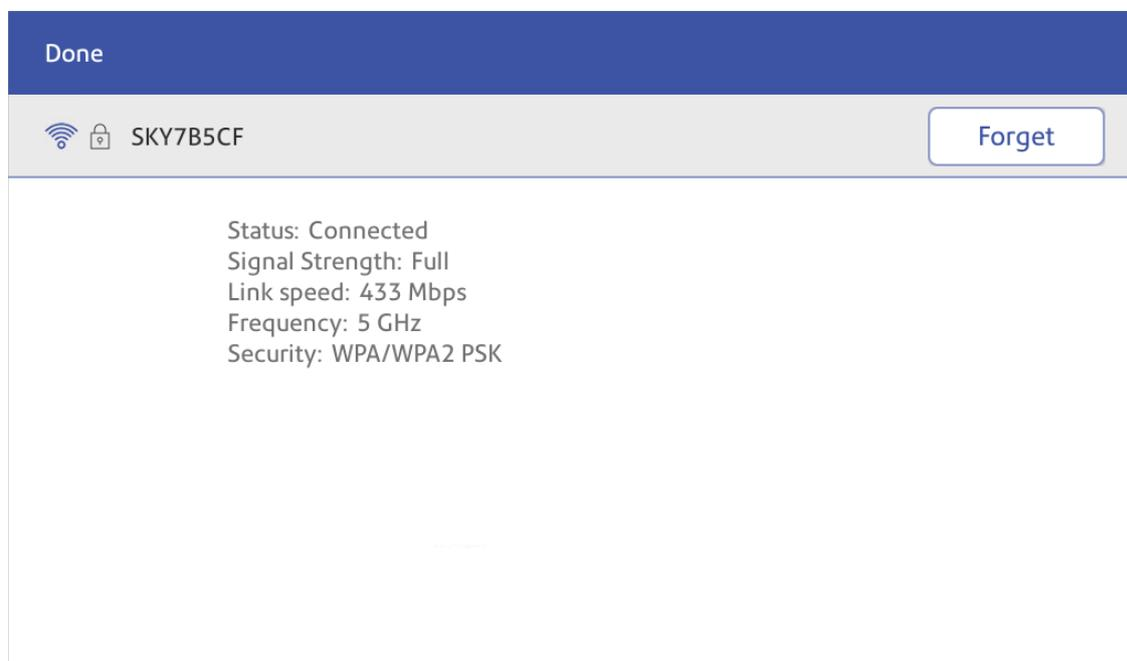 Done
SKY7B5CF
Forget
Status: Connected
Signal Strength: Full
Link speed: 433 Mbps
Frequency: 5 GHz
Security: WPA/WPA2 PSK